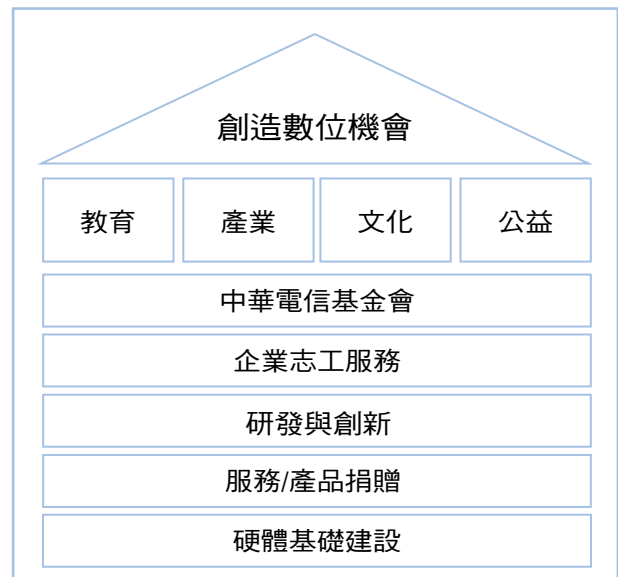 創造數位機會
教育 產業 文化 公益
中華電信基金會
企業志工服務
研發與創新
服務/產品捐贈
硬體基礎建設